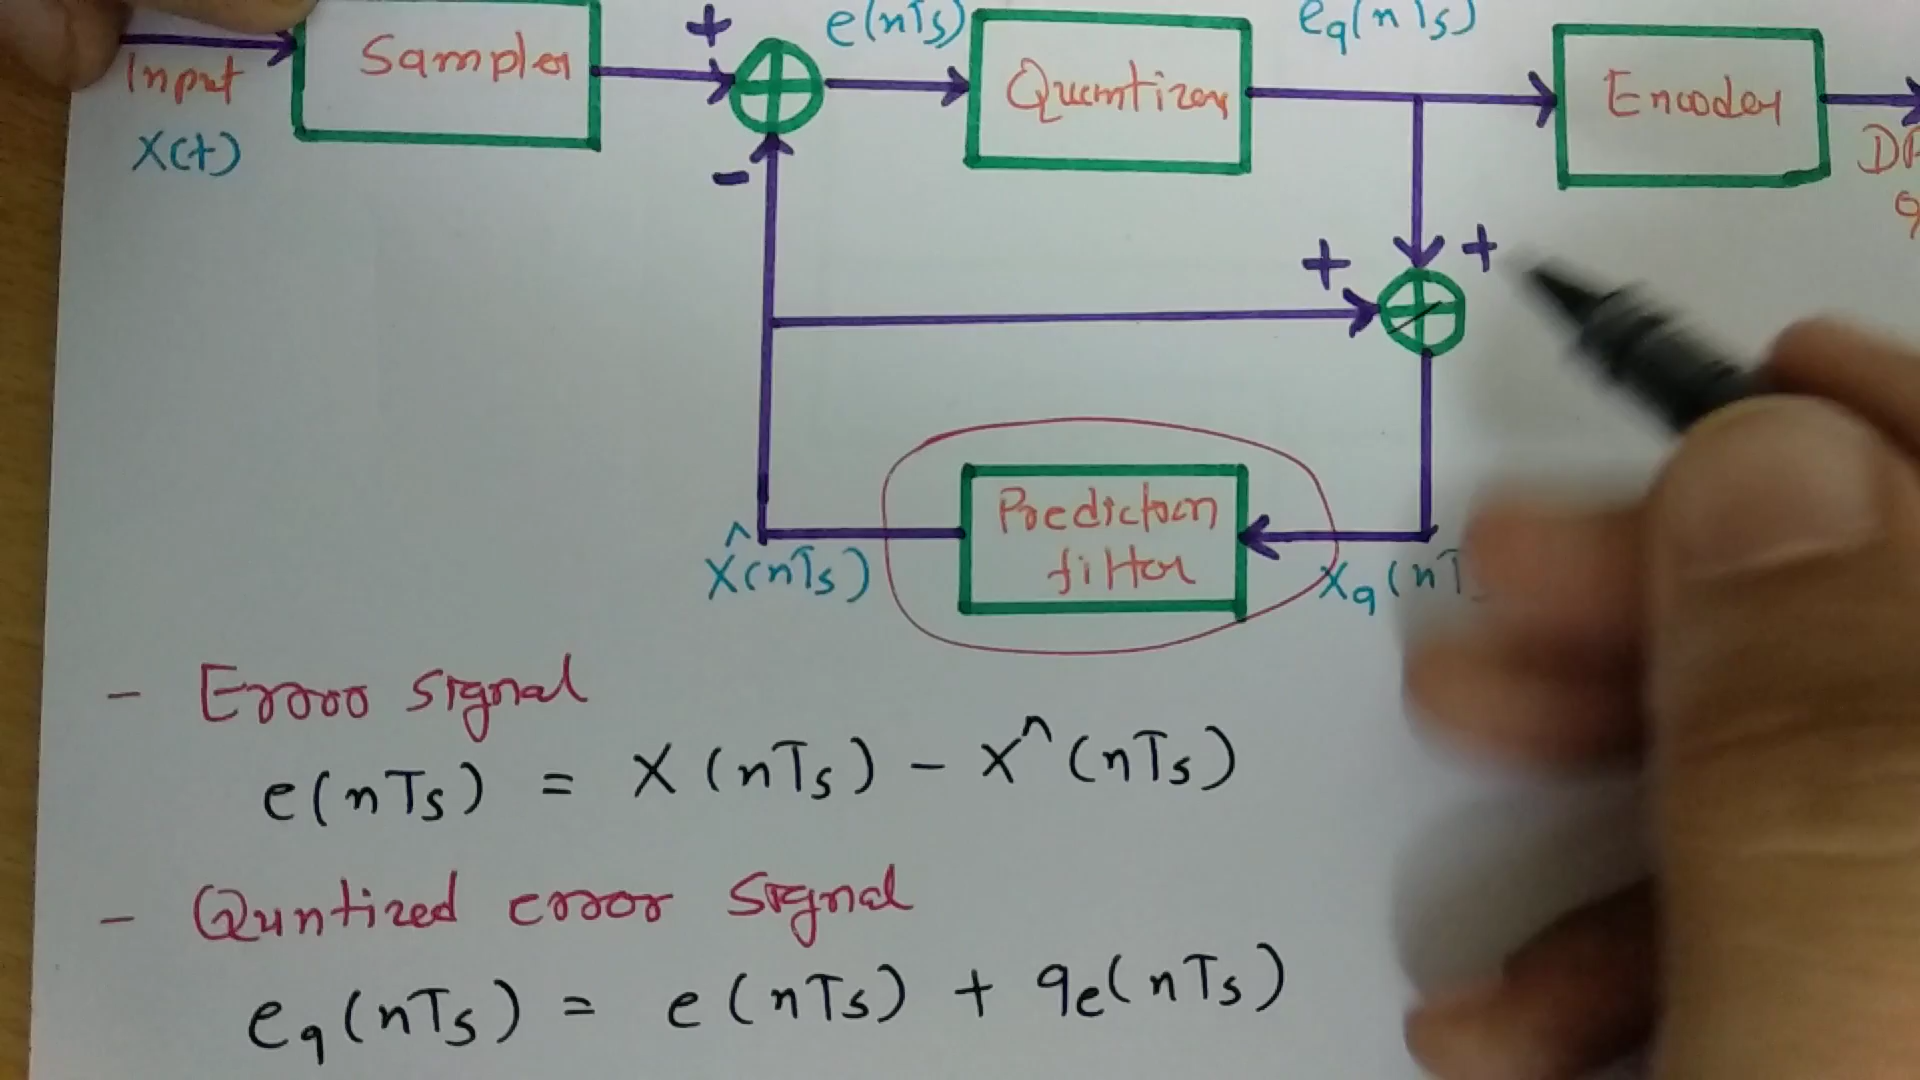 + e(nTs) eq(nTs)
Input Sampler Quantizer Encoder
X(t) -
+ +
Prediction
filter
X^(nTs) Xq(nT
- Error signal
e(nTs) = X(nTs) - X^(nTs)
- Quntized error signal
eq(nTs) = e(nTs) + qe(nTs)